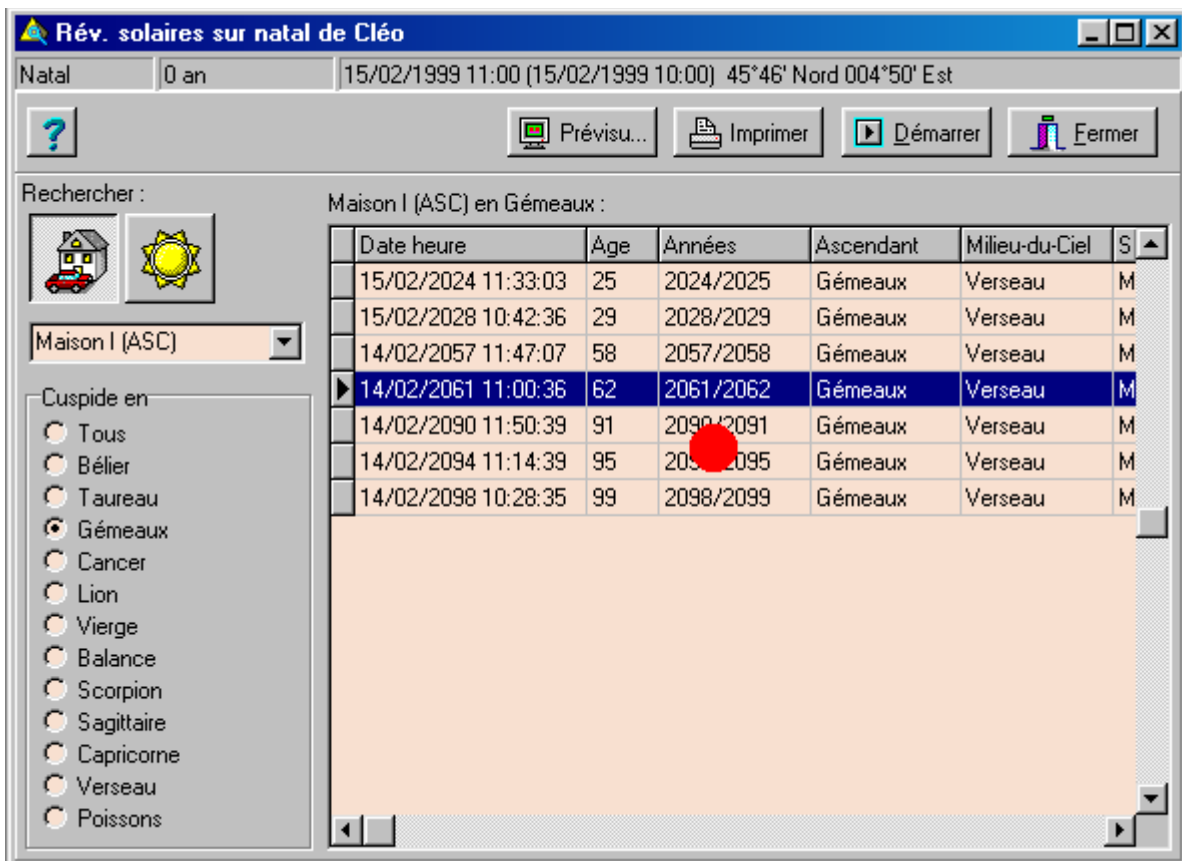 Rév. solaires sur natal de Cléo
Natal 0 an 15/02/1999 11:00 (15/02/1999 10:00) 45°46' Nord 004°50' Est
? Prévisu... Imprimer Démarrer Fermer
Rechercher :
Maison I (ASC) en Gémeaux :
Date heure Age Années Ascendant Milieu-du-Ciel S
15/02/2024 11:33:03 25 2024/2025 Gémeaux Verseau M
15/02/2028 10:42:36 29 2028/2029 Gémeaux Verseau M
14/02/2057 11:47:07 58 2057/2058 Gémeaux Verseau M
14/02/2061 11:00:36 62 2061/2062 Gémeaux Verseau M
14/02/2090 11:50:39 91 2090/2091 Gémeaux Verseau M
14/02/2094 11:14:39 95 Gémeaux Verseau M
14/02/2098 10:28:35 99 2098/2099 Gémeaux Verseau M
Maison I (ASC)
Cuspide en
Tous
Bélier
Taureau
Gémeaux
Cancer
Lion
Vierge
Balance
Scorpion
Sagittaire
Capricorne
Verseau
Poissons